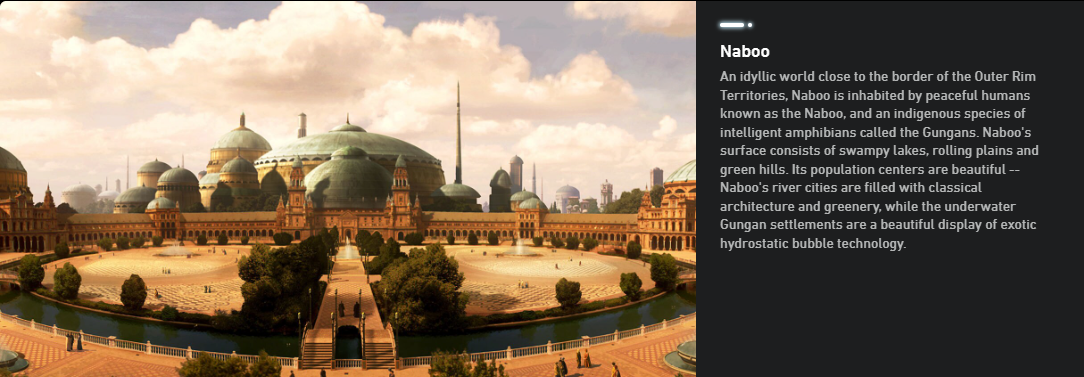 Naboo
An idyllic world close to the border of the Outer Rim
Territories, Naboo is inhabited by peaceful humans
known as the Naboo, and an indigenous species of
intelligent amphibians called the Gungans. Naboo's
surface consists of swampy lakes, rolling plains and
green hills. Its population centers are beautiful --
Naboo's river cities are filled with classical
architecture and greenery, while the underwater
Gungan settlements are a beautiful display of exotic
hydrostatic bubble technology.